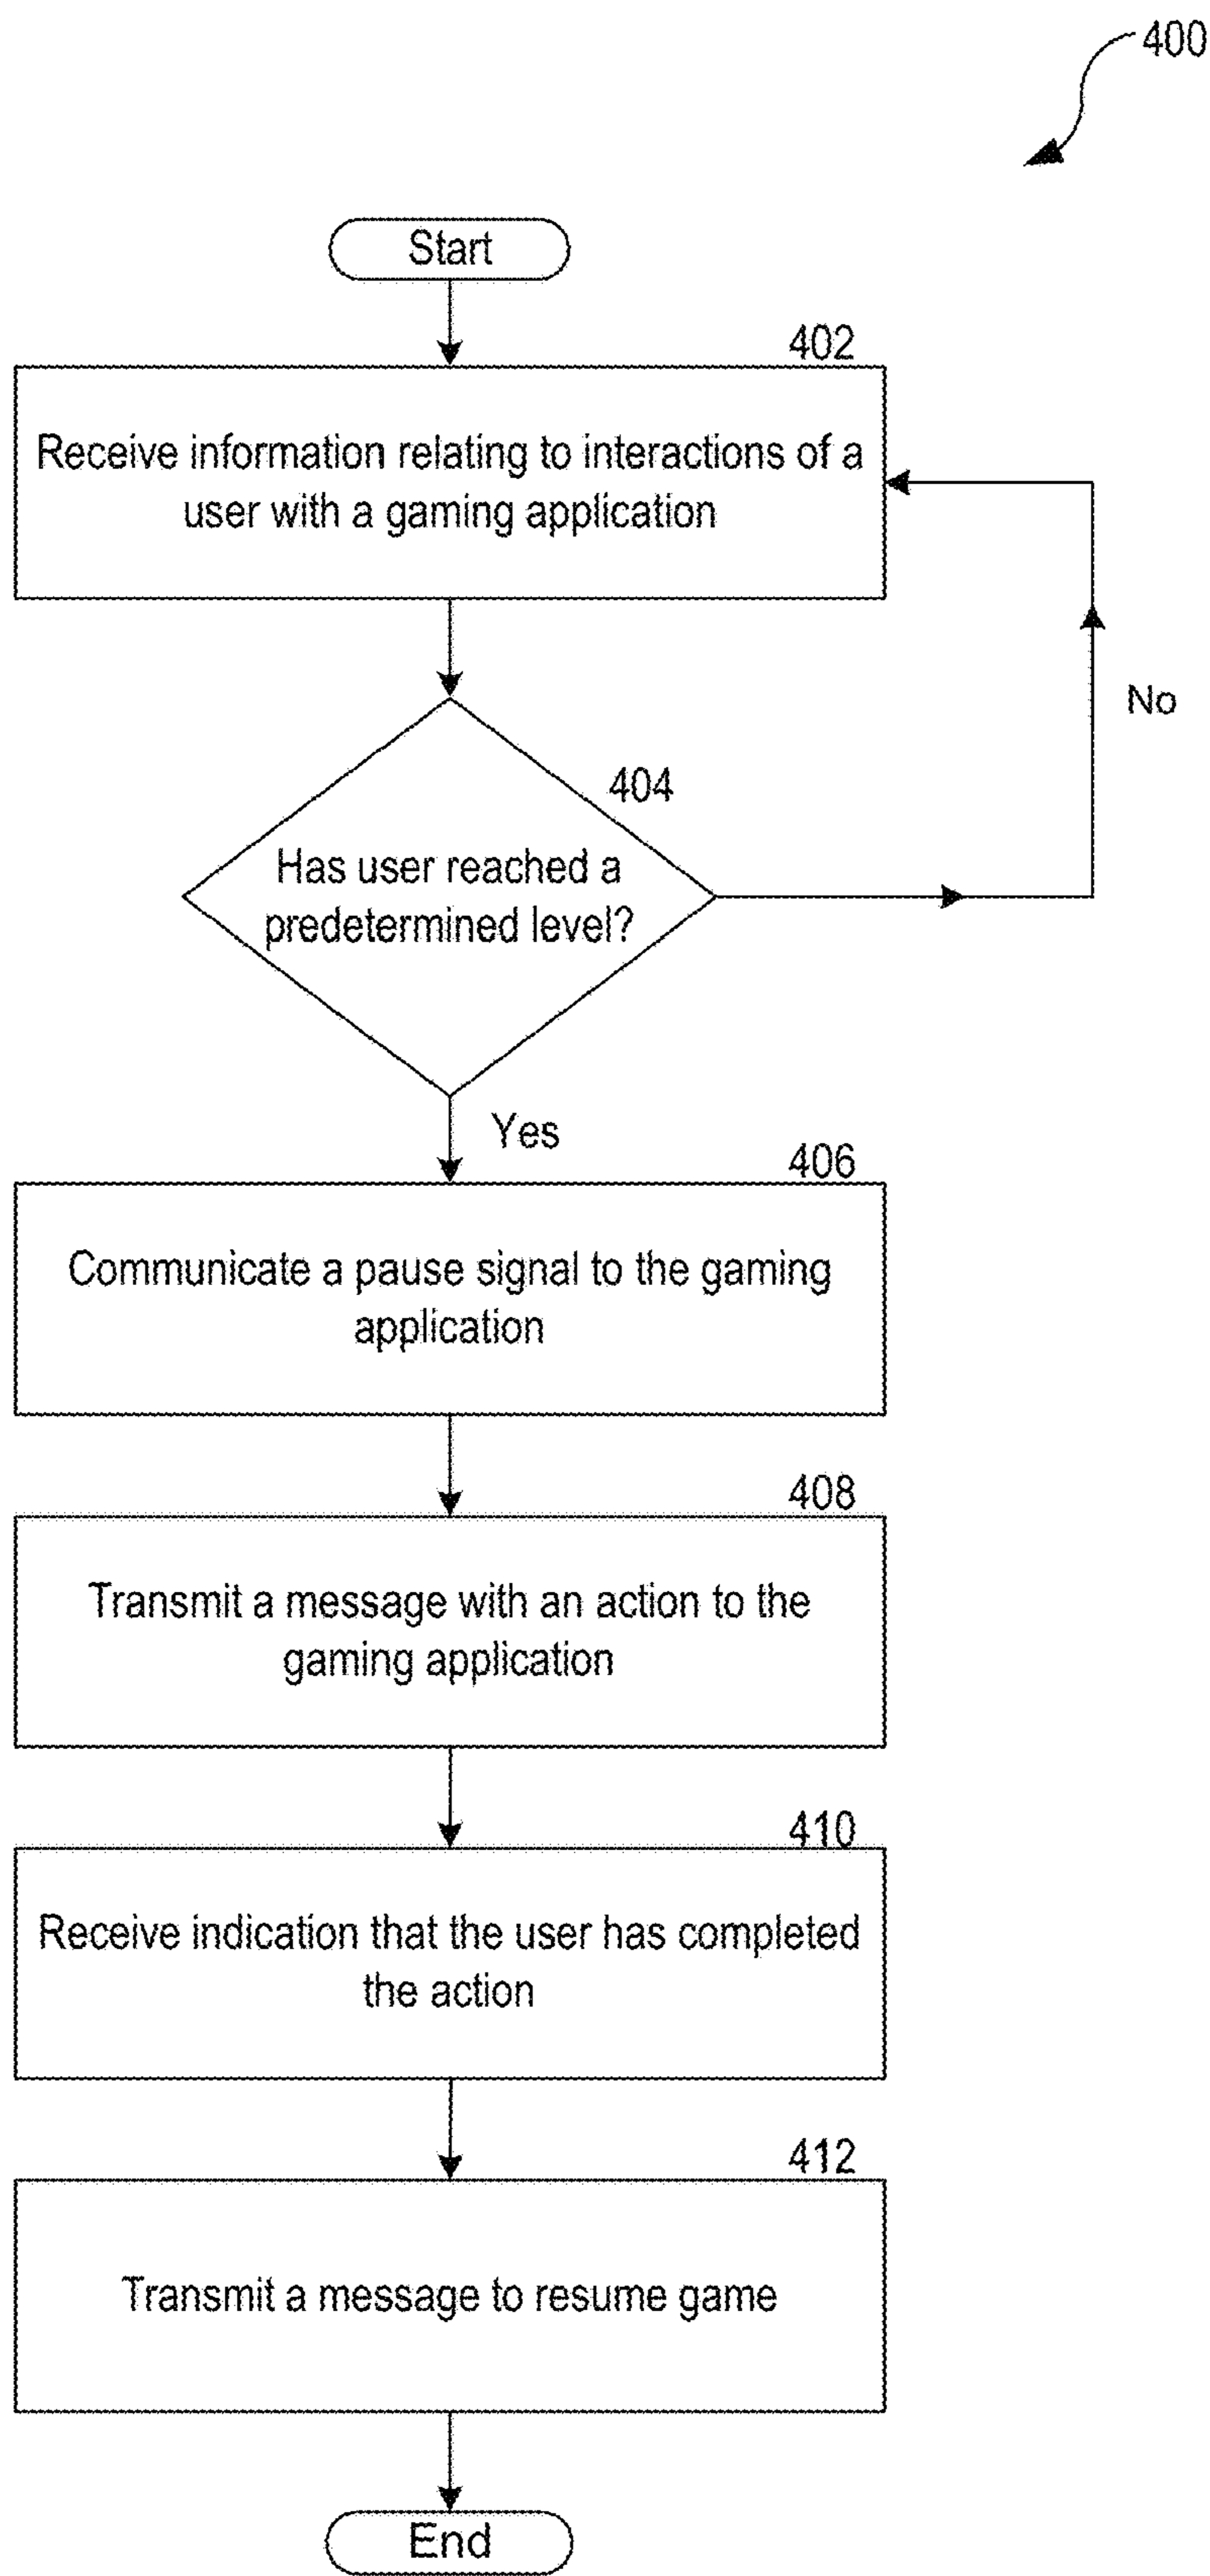 400
Start
402
Receive information relating to interactions of a
user with a gaming application
No
404
Has user reached a
predetermined level?
Yes
406
Communicate a pause signal to the gaming
application
408
Transmit a message with an action to the
gaming application
410
Receive indication that the user has completed
the action
412
Transmit a message to resume game
End